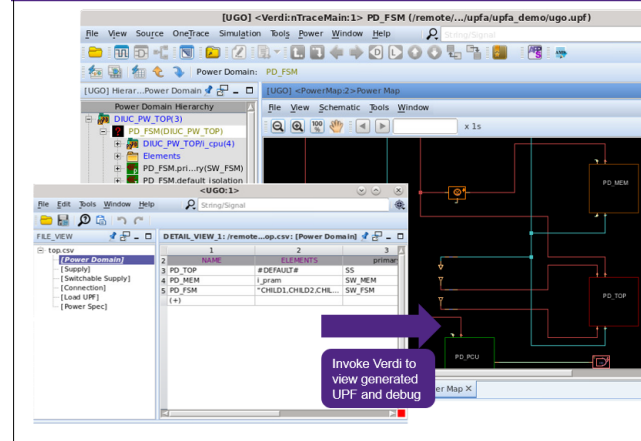 [UGO] <Verdi:nTraceMain:1> PD_FSM (/remote/.../upfa/upfa_demo/ugo.upf)
File View Source OneTrace Simulation Tools Power Window Help
String/Signal
Power Domain: PD_FSM
[UGO] Hierar...Power Domain
[UGO] <PowerMap:2>Power Map
Power Domain Hierarchy
File View Schematic Tools Window
DIUC_PW_TOP(3)
PD_FSM(DIUC_PW_TOP)
100 %
x 1s
DIUC_PW_TOP/i_cpu(4)
Elements
PD_FSM.pri...ry(SW_FSM)
PD_FSM.default isolation
PD_MEM
PD_TOP
PD_PCU
<UGO:1>
File Edit Tools Window Help
String/Signal
FILE_VIEW
DETAIL_VIEW_1: /remote...op.csv: [Power Domain]
top.csv
[Power Domain]
[Supply]
[Switchable Supply]
[Connection]
[Load UPF]
[Power Spec]
1 2 3
2 NAME ELEMENTS primar
3 PD_TOP #DEFAULT# SS
4 PD_MEM i_pram SW_MEM
5 PD_FSM "CHILD1,CHILD2,CHIL... SW_FSM
(+)
Invoke Verdi to
view generated
UPF and debug
er Map